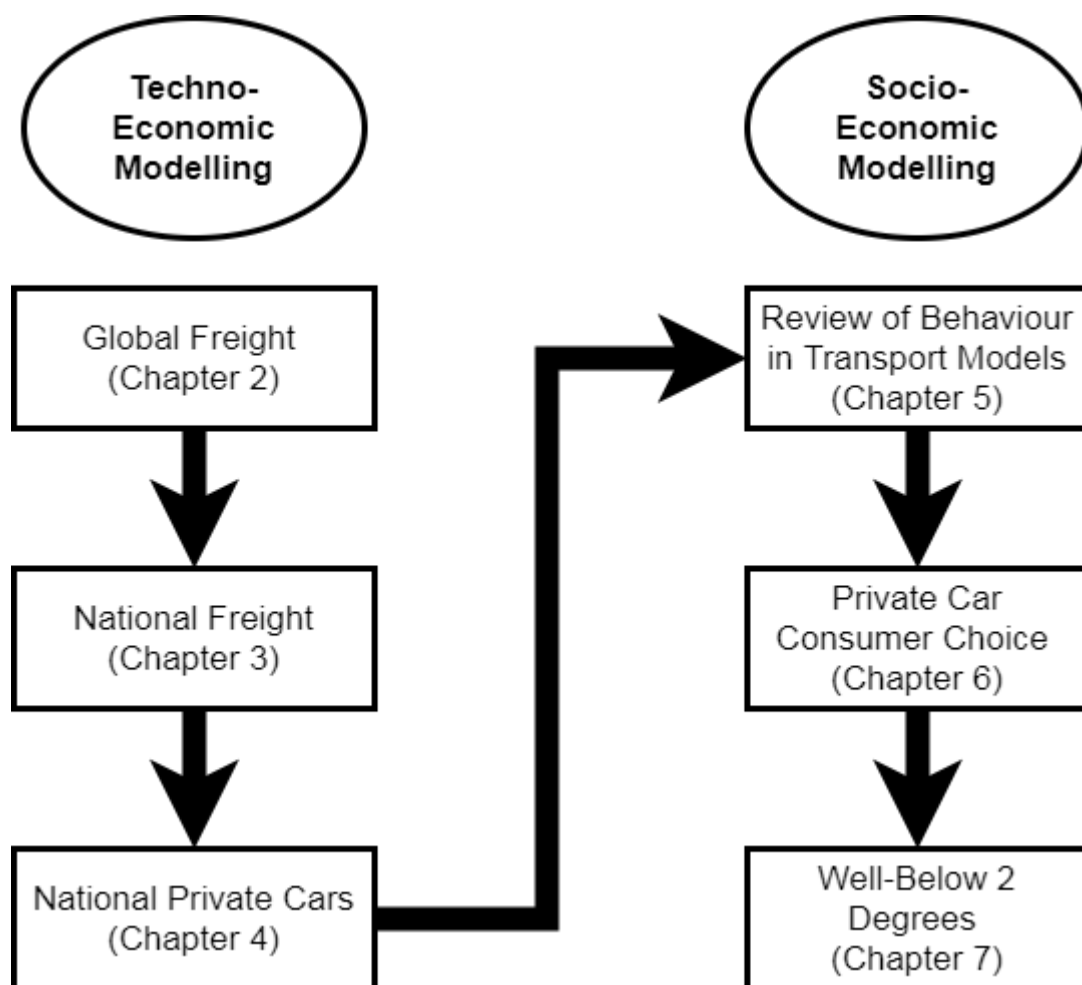 Techno-
Economic
Modelling
Global Freight
(Chapter 2)
National Freight
(Chapter 3)
National Private Cars
(Chapter 4)
Socio-
Economic
Modelling
Review of Behaviour
in Transport Models
(Chapter 5)
Private Car
Consumer Choice
(Chapter 6)
Well-Below 2
Degrees
(Chapter 7)